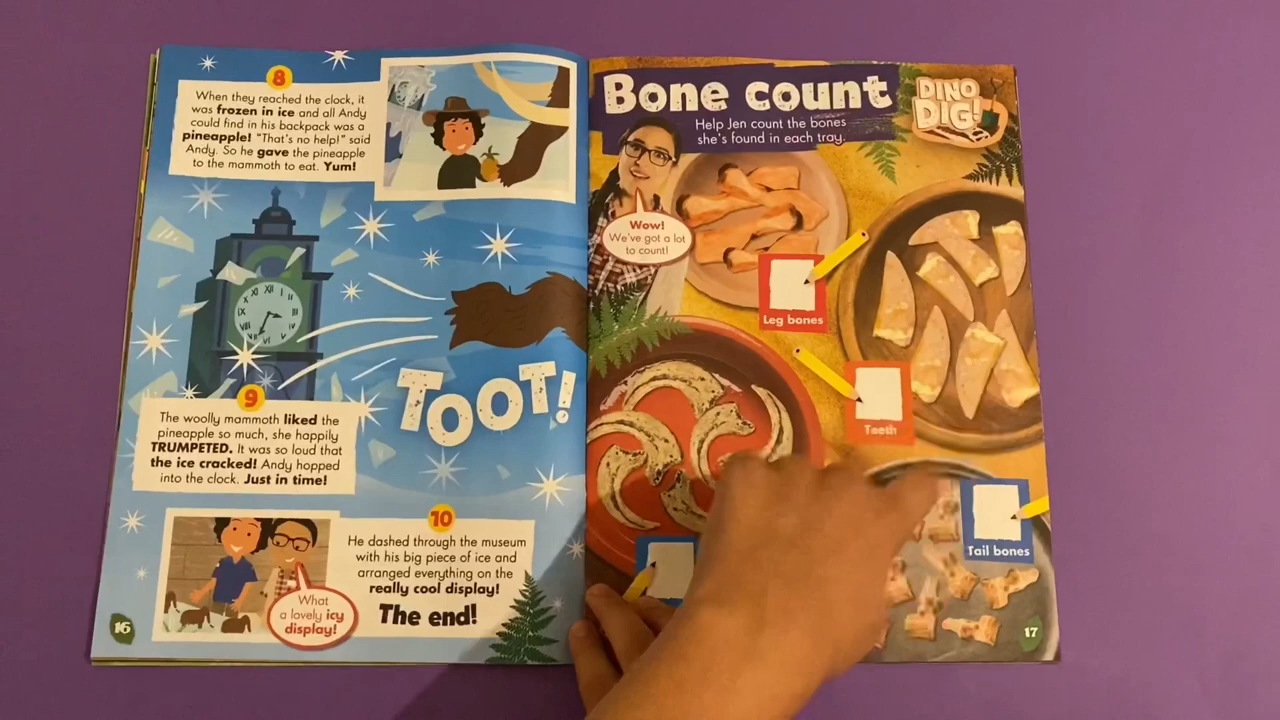 8
When they reached the clock, it
was frozen in ice and all Andy
could find in his backpack was a
pineapple! "That's no help!" said
Andy. So he gave the pineapple
to the mammoth to eat. Yum!
TOOT!
9
The woolly mammoth liked the
pineapple so much, she happily
TRUMPETED. It was so loud that
the ice cracked! Andy hopped
into the clock. Just in time!
10
He dashed through the museum
with his big piece of ice and
arranged everything on the
really cool display!
The end!
What
a lovely icy
display!
16
Bone count
Help Jen count the bones
she's found in each tray.
DINO
DIG!
Wow!
We've got a lot
to count!
Leg bones
Teeth
Tail bones
17